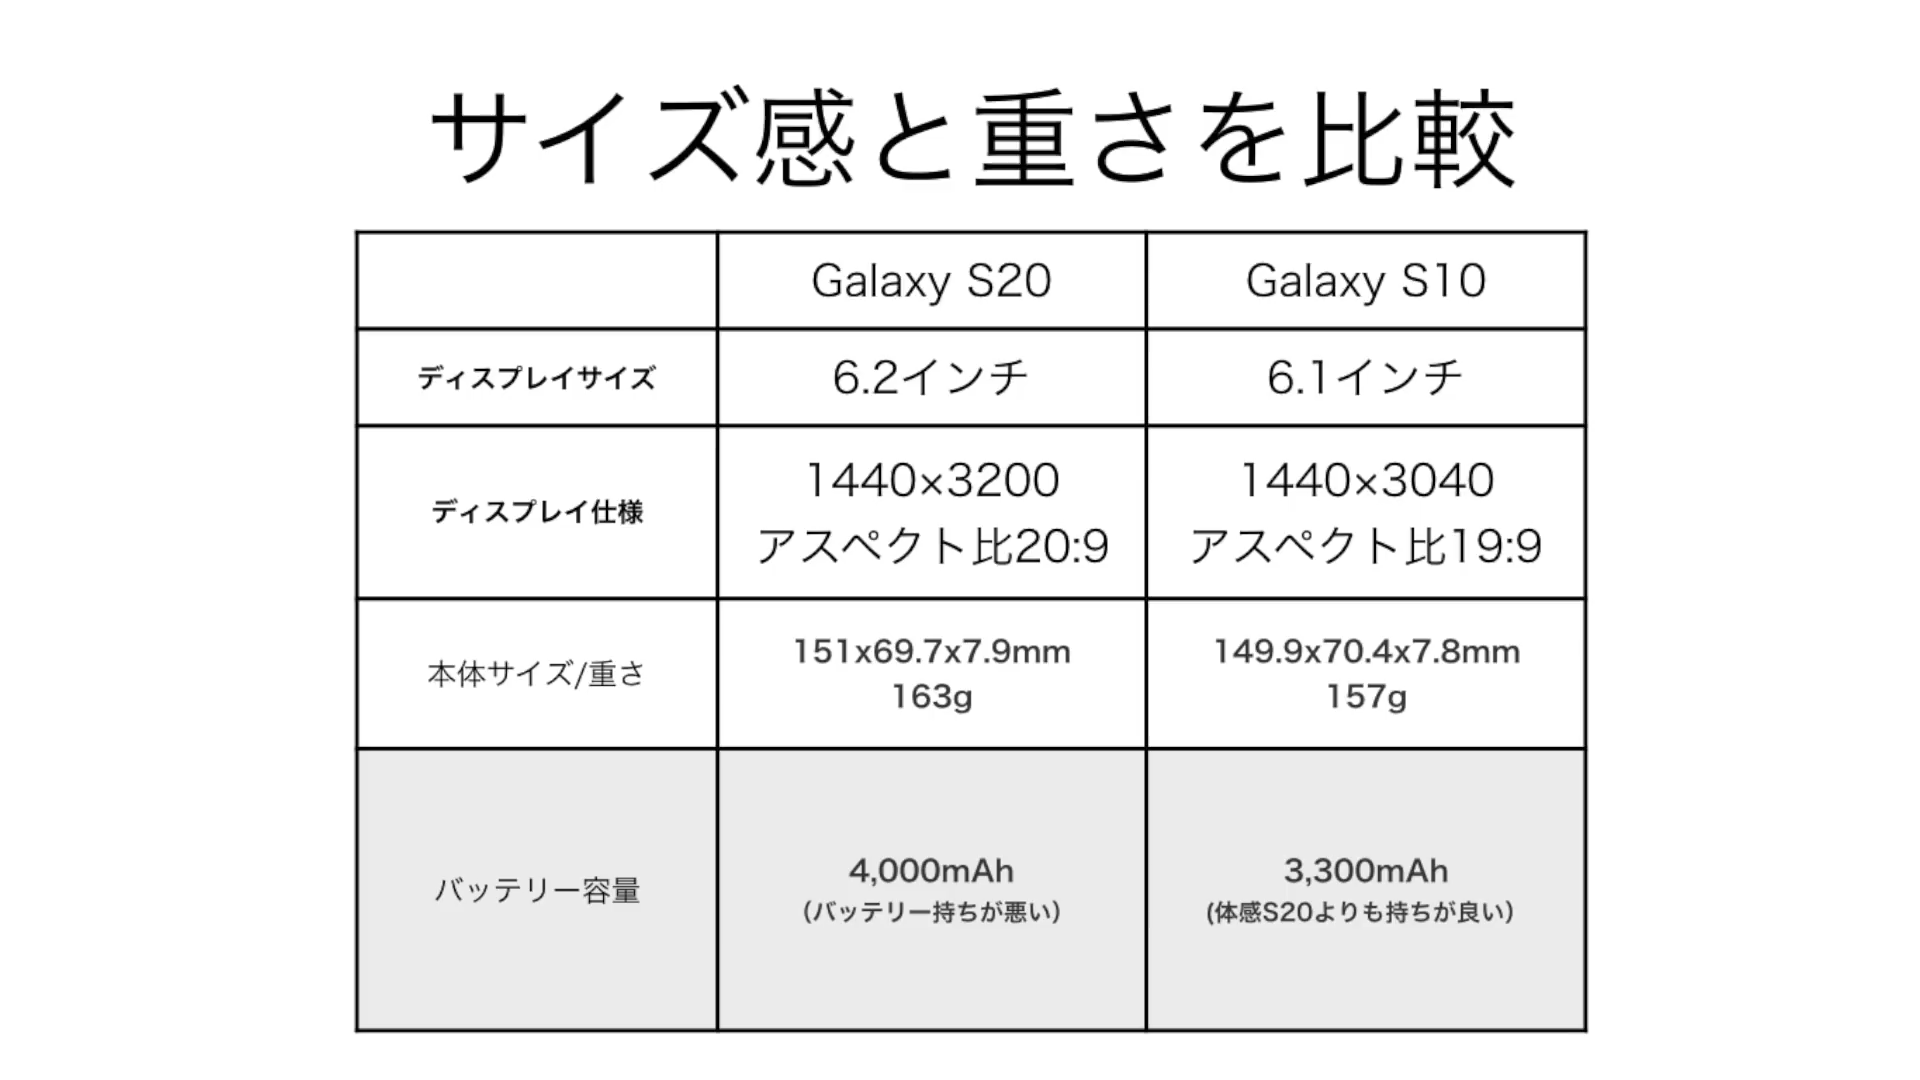 サイズ感と重さを比較
Galaxy S20 Galaxy S10
ディスプレイサイズ 6.2インチ 6.1インチ
ディスプレイ仕様
1440×3200
アスペクト比20:9
1440×3040
アスペクト比19:9
本体サイズ/重さ
151x69.7x7.9mm
163g
149.9x70.4x7.8mm
157g
バッテリー容量
4,000mAh
（バッテリー持ちが悪い）
3,300mAh
(体感S20よりも持ちが良い）